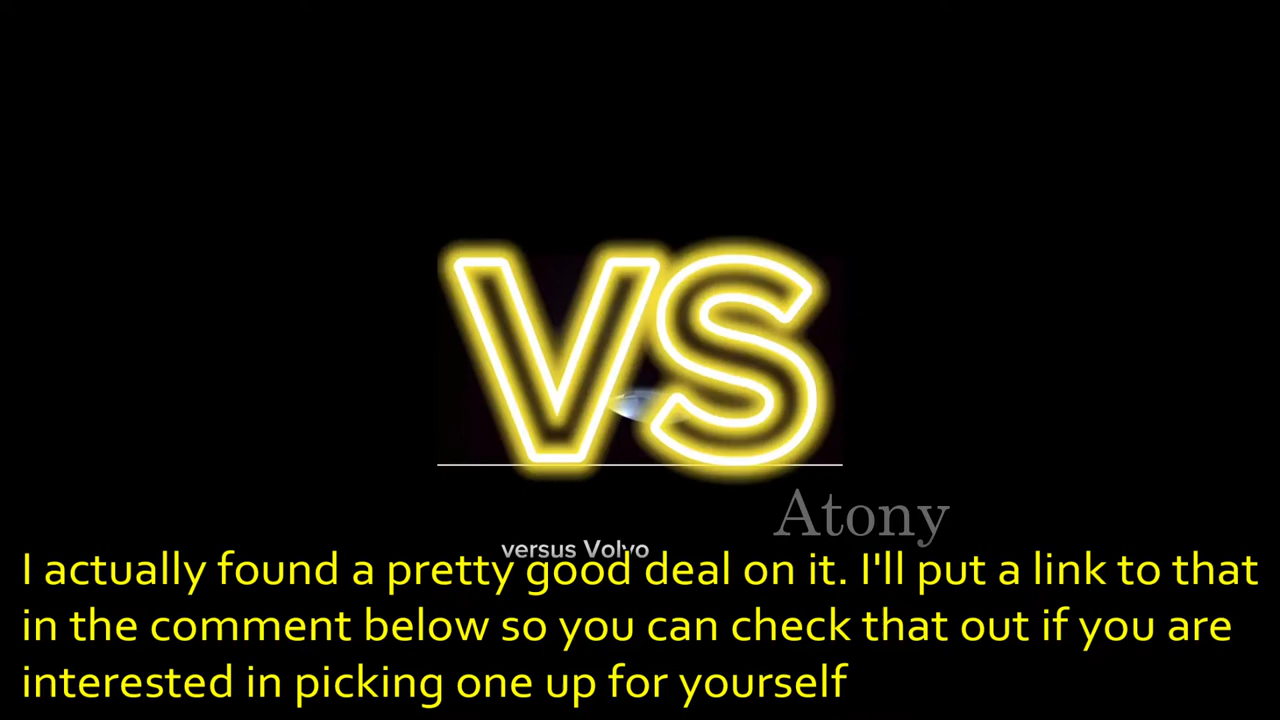 VS
Atony
versus Volvo
I actually found a pretty good deal on it. I'll put a link to that
in the comment below so you can check that out if you are
interested in picking one up for yourself